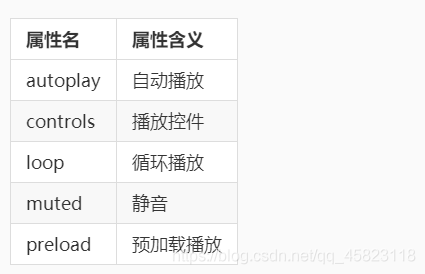 属性名 属性含义
autoplay 自动播放
controls 播放控件
loop 循环播放
muted 静音
preload 预加载播放
https://blog.csdn.net/qq_45823118